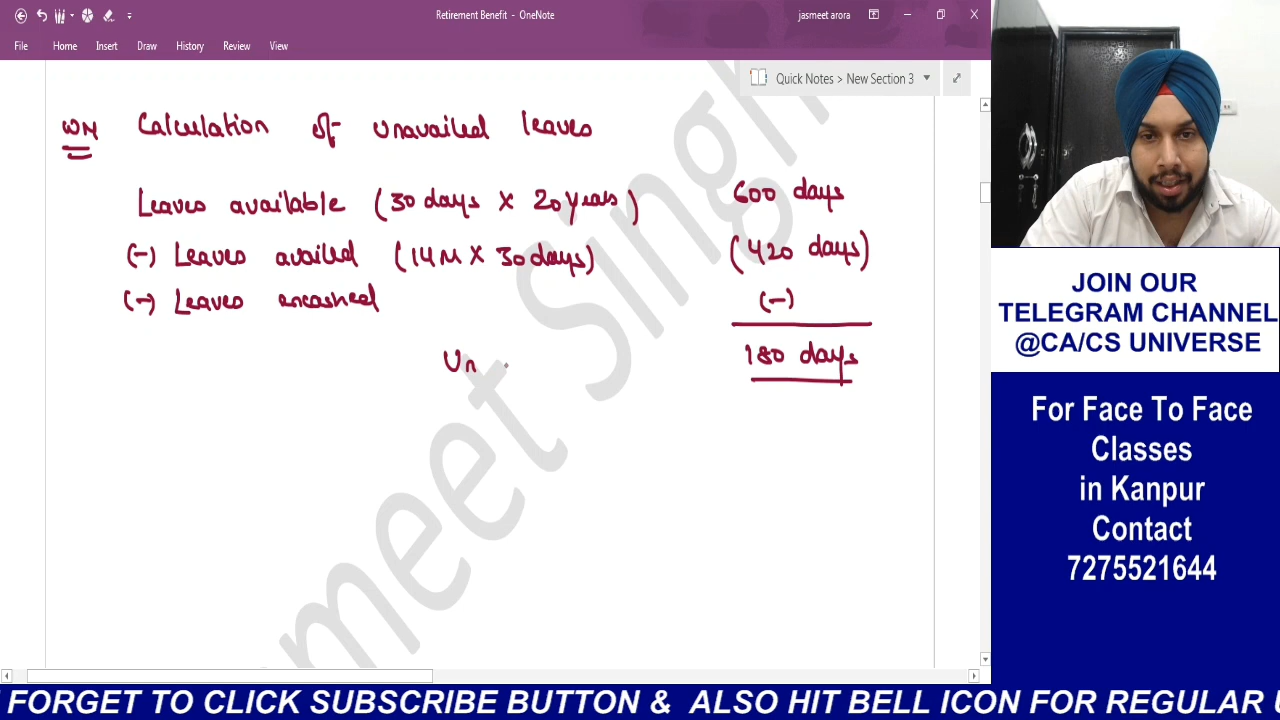 Retirement Benefit - OneNote
jasmeet arora
File Home Insert Draw History Review View
Quick Notes > New Section 3
WN Calculation of unavailed leaves
Leaves available (30 days X 20 years) 600 days
(-) Leaves availed (14M X 30 days) (420 days)
(-) Leaves encashed (-)
Un 180 days
meet Singh
JOIN OUR
TELEGRAM CHANNEL
@CA/CS UNIVERSE
For Face To Face
Classes
in Kanpur
Contact
7275521644
FORGET TO CLICK SUBSCRIBE BUTTON & ALSO HIT BELL ICON FOR REGULAR